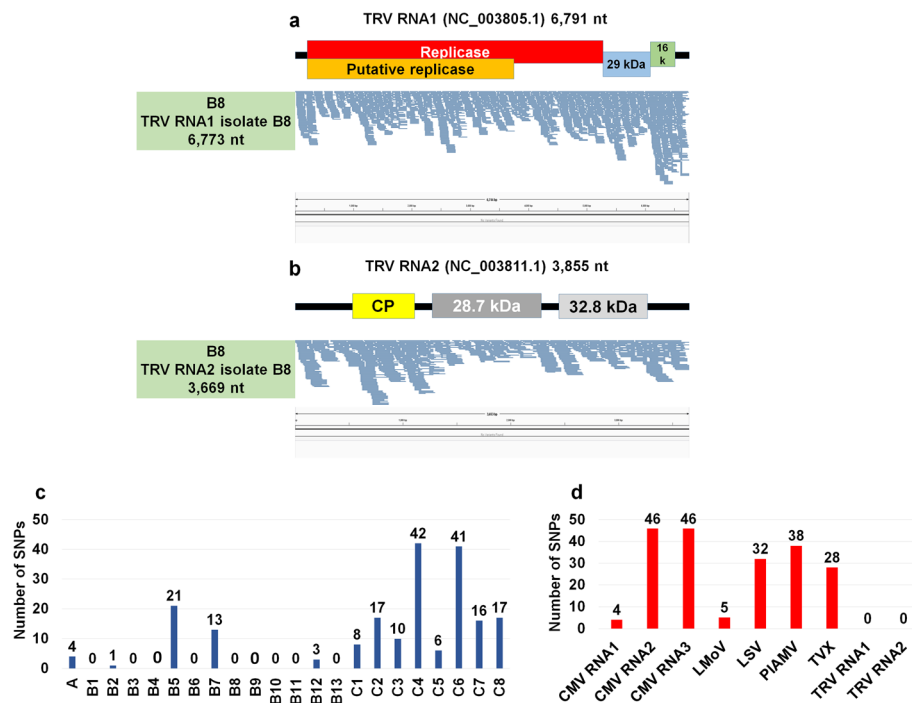 a
TRV RNA1 (NC_003805.1) 6,791 nt
Replicase
Putative replicase
29 kDa
16
k
B8
TRV RNA1 isolate B8
6,773 nt
b
TRV RNA2 (NC_003811.1) 3,855 nt
CP
28.7 kDa
32.8 kDa
B8
TRV RNA2 isolate B8
3,669 nt
c
Number of SNPs
50
40
30
20
10
0
4
0
1
0
0
21
0
13
0
0
0
0
3
0
8
17
10
42
6
41
16
17
A
B1
B2
B3
B4
B5
B6
B7
B8
B9
B10
B11
B12
B13
C1
C2
C3
C4
C5
C6
C7
C8
d
Number of SNPs
50
40
30
20
10
0
4
46
46
5
32
38
28
0
0
CMV RNA1
CMV RNA2
CMV RNA3
LMoV
LSV
PlAMV
TVX
TRV RNA1
TRV RNA2